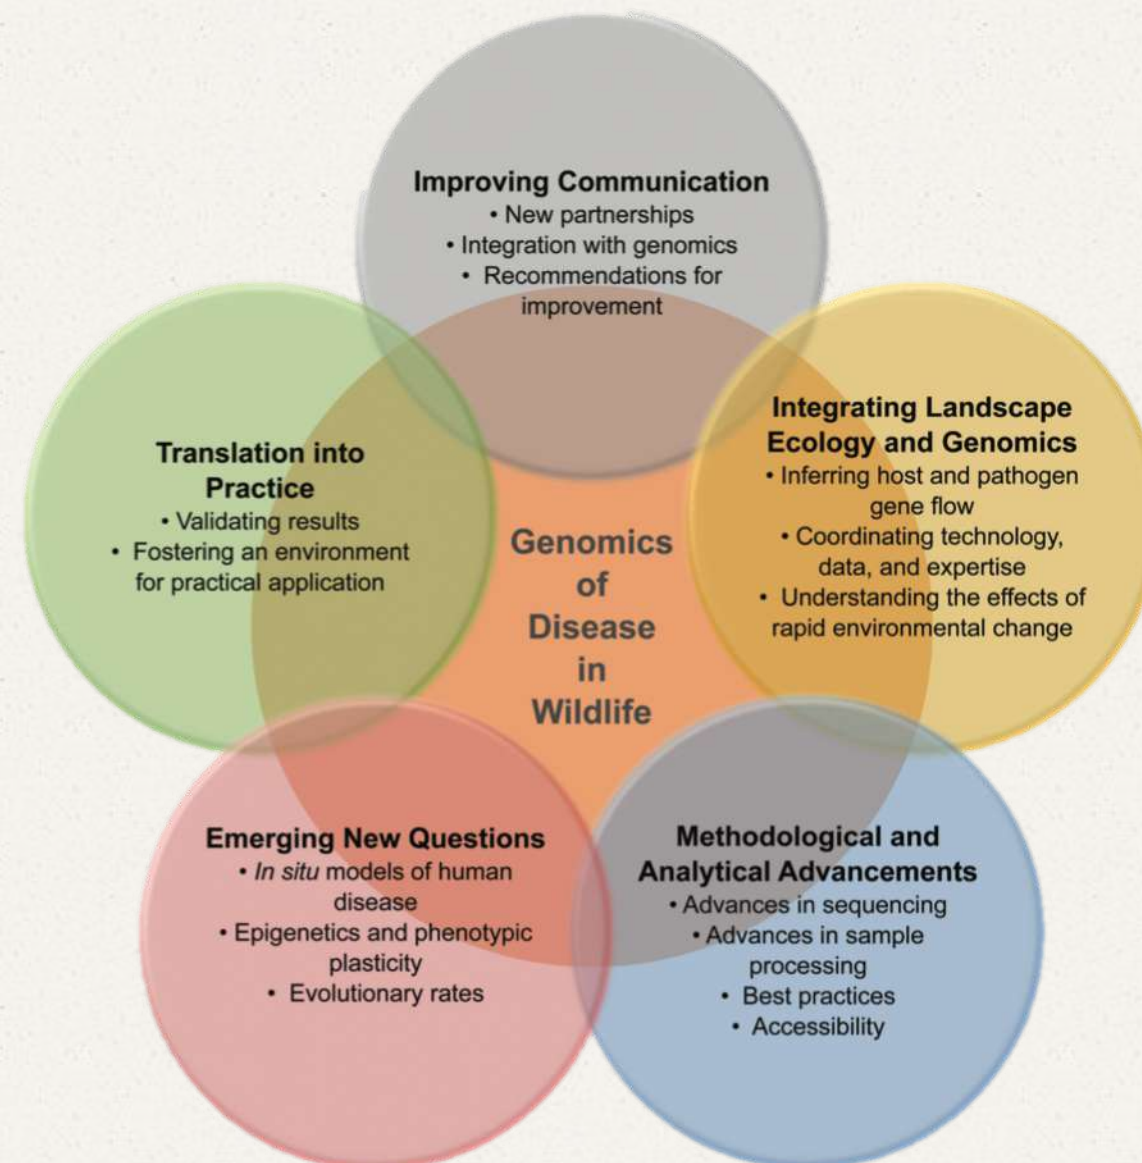 Improving Communication
• New partnerships
• Integration with genomics
• Recommendations for
improvement
Translation into
Practice
• Validating results
• Fostering an environment
for practical application
Integrating Landscape
Ecology and Genomics
• Inferring host and pathogen
gene flow
• Coordinating technology,
data, and expertise
• Understanding the effects of
rapid environmental change
Genomics
of
Disease
in
Wildlife
Emerging New Questions
• In situ models of human
disease
• Epigenetics and phenotypic
plasticity
• Evolutionary rates
Methodological and
Analytical Advancements
• Advances in sequencing
• Advances in sample
processing
• Best practices
• Accessibility